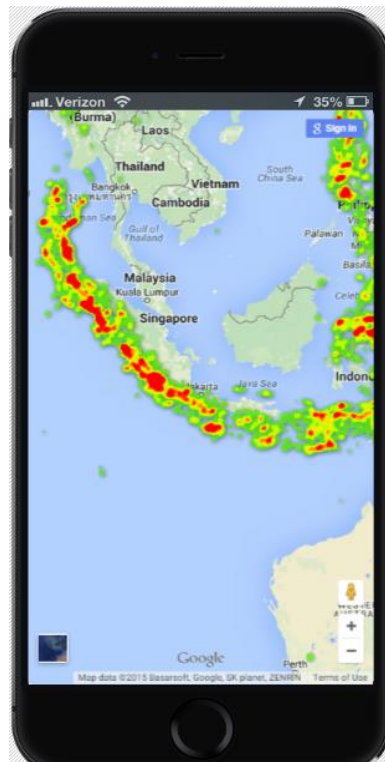 Verizon 35%
(Burma)
Laos
Sign in
Thailand
Bangkok
Vietnam
South
China Sea
Cambodia
Gulf of
Thailand
Palawan
Malaysia
Kuala Lumpur
Singapore
Java Sea
Indon
Perth
Google
Map data ©2015 Basarsoft, Google, SK planet, ZENRIN Terms of Use